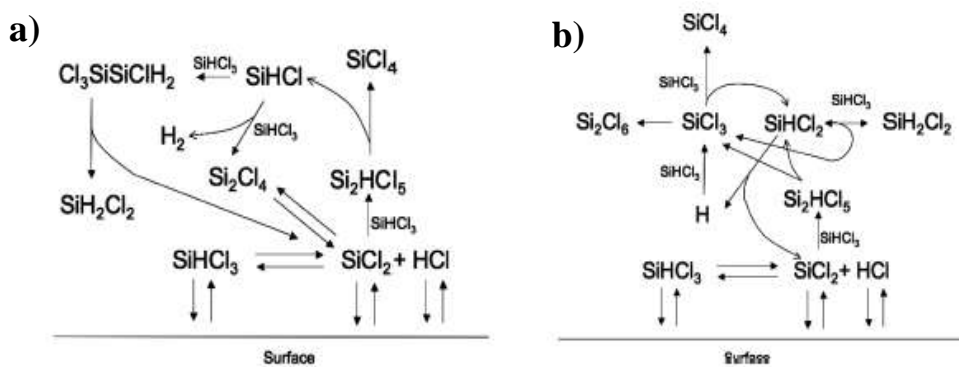 a)
SiHCl₃
SiCl₄
Cl₃SiSiClH₂
SiHCl
H₂
SiHCl₃
Si₂Cl₄
Si₂HCl₅
SiH₂Cl₂
SiHCl₃
SiHCl₃
SiCl₂ + HCl
Surface
b)
SiCl₄
SiHCl₃
SiHCl₃
Si₂Cl₆
SiCl₃
SiHCl₂
SiH₂Cl₂
SiHCl₃
H
Si₂HCl₅
SiHCl₃
SiHCl₃
SiCl₂ + HCl
Surface